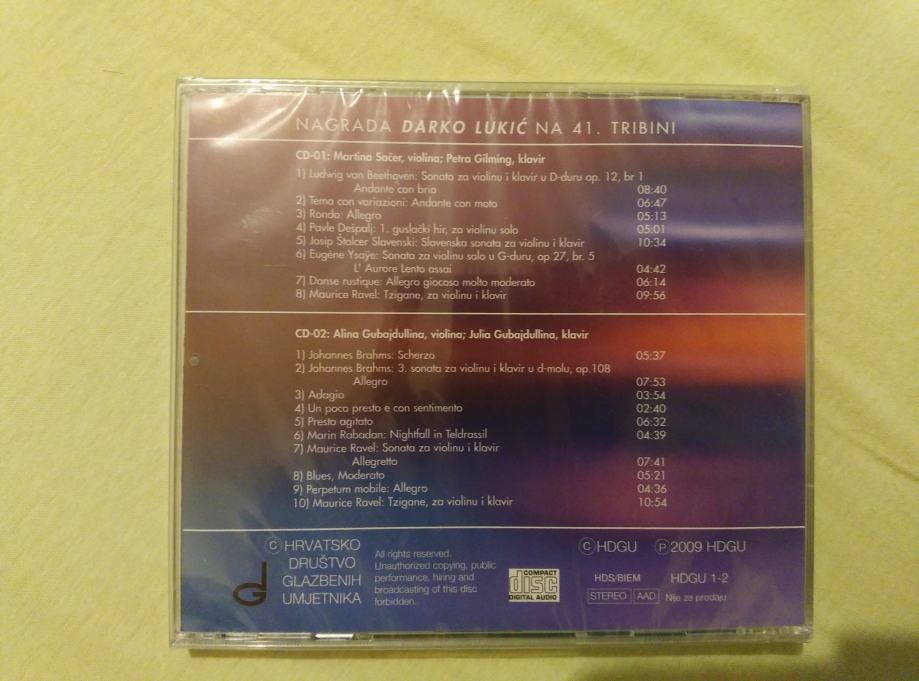 NAGRADA DARKO LUKIĆ NA 41. TRIBINI
CD-01: Martina Sačer, violina; Petra Gilming, klavir
1) Ludwig van Beethoven: Sonata za violinu i klavir u D-duru op. 12, br 1
Andante con brio 08:40
2) Tema con variazioni: Andante con moto 06:47
3) Rondo: Allegro 05:13
4) Pavle Dešpalj: 1. guslački hir, za violinu solo 05:01
5) Josip Štolcer Slavenski: Slavenska sonata za violinu i klavir 10:34
6) Eugène Ysaÿe: Sonata za violinu solo u G-duru, op 27, br. 5
L' Aurore Lento assai 04:42
7) Danse rustique: Allegro giocoso molto moderato 06:14
8) Maurice Ravel: Tzigane, za violinu i klavir 09:56
CD-02: Alina Gubajdullina, violina; Julia Gubajdullina, klavir
1) Johannes Brahms: Scherzo 05:37
2) Johannes Brahms: 3. sonata za violinu i klavir u d-molu, op.108
Allegro 07:53
3) Adagio 03:54
4) Un poco presto e con sentimento 02:40
5) Presto agitato 06:32
6) Marin Rabadan: Nightfall in Teldrassil 04:39
7) Maurice Ravel: Sonata za violinu i klavir
Allegretto 07:41
8) Blues, Moderato 05:21
9) Perpetum mobile: Allegro 04:36
10) Maurice Ravel: Tzigane, za violinu i klavir 10:54
© HRVATSKO
DRUŠTVO
GLAZBENIH
UMJETNIKA
All rights reserved.
Unauthorized copying, public
performance, hiring and
broadcasting of this disc
forbidden.
COMPACT
disc
DIGITAL AUDIO
© HDGU ℗ 2009 HDGU
HDS/BIEM HDGU 1-2
STEREO AAD Nije za prodaju